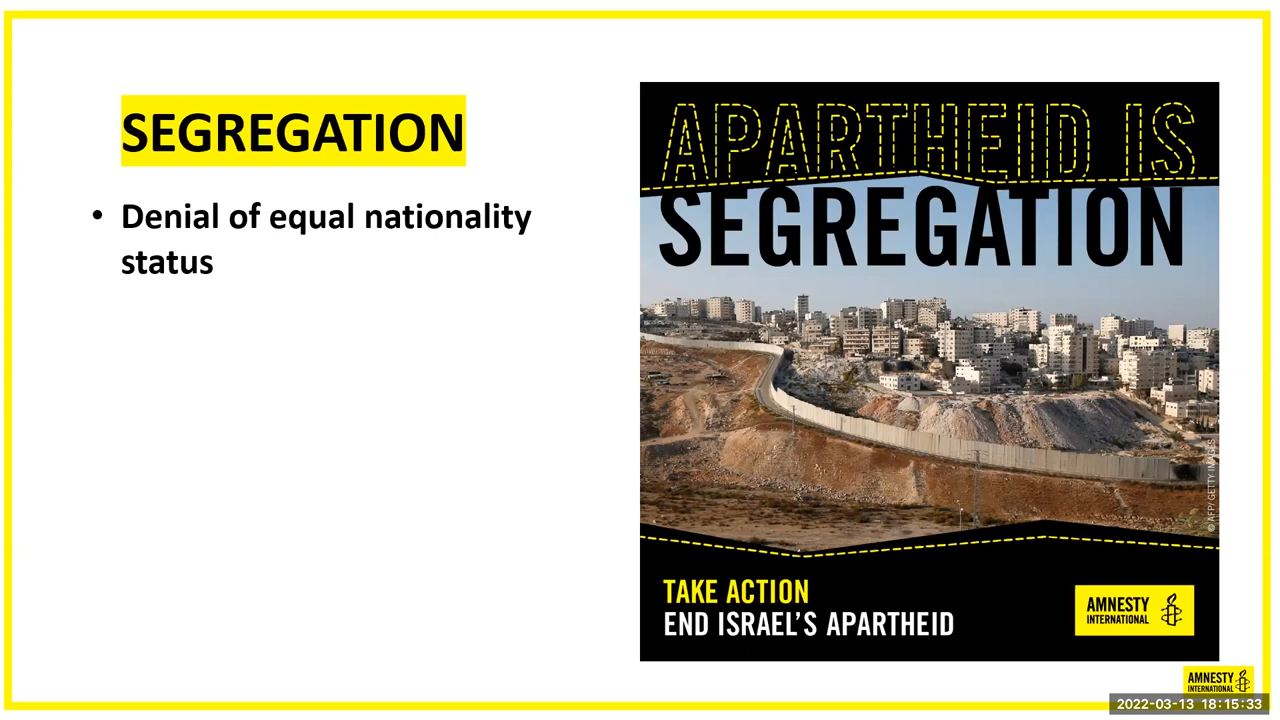 SEGREGATION
• Denial of equal nationality
status
APARTHEID IS
SEGREGATION
© AFP/ GETTY IMAGES
TAKE ACTION
END ISRAEL'S APARTHEID
AMNESTY
INTERNATIONAL
AMNESTY
INTERNATIONAL
2022-03-13 18:15:33